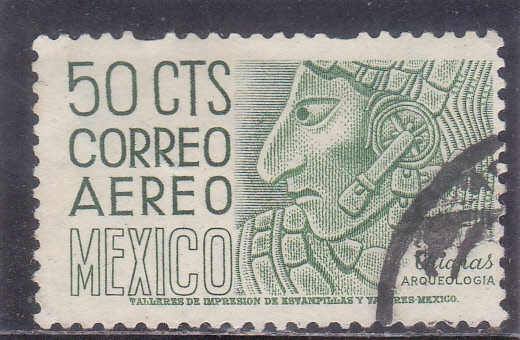 50 CTS
CORREO
AEREO
MEXICO
Chiapas
ARQUEOLOGIA
TALLERES DE IMPRESION DE ESTAMPILLAS Y VALORES-MEXICO.